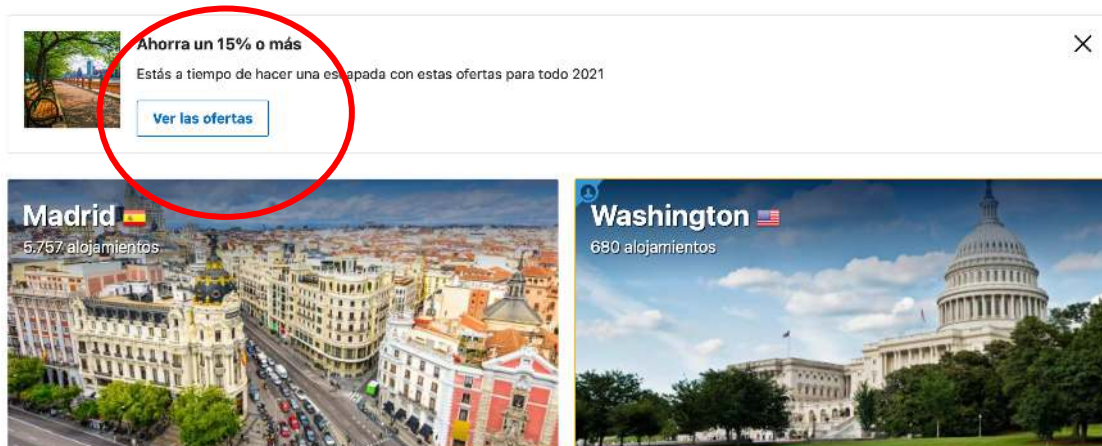 Ahorra un 15% o más
Estás a tiempo de hacer una escapada con estas ofertas para todo 2021
Ver las ofertas
Madrid
5.757 alojamientos
Washington
680 alojamientos